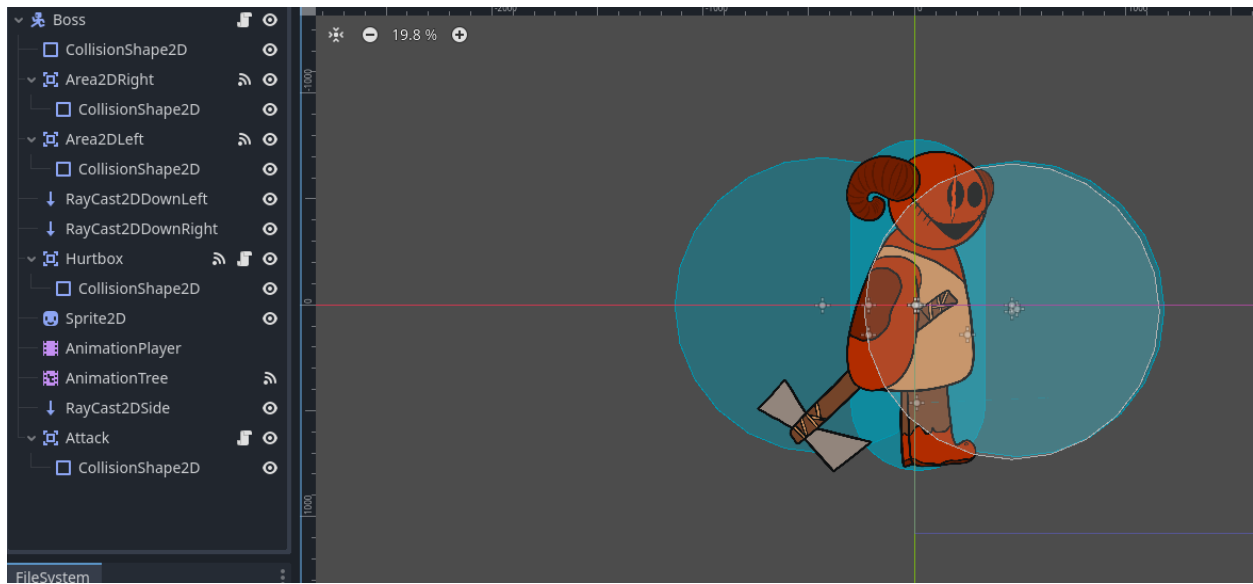 Boss
CollisionShape2D
Area2DRight
CollisionShape2D
Area2DLeft
CollisionShape2D
RayCast2DDownLeft
RayCast2DDownRight
Hurtbox
CollisionShape2D
Sprite2D
AnimationPlayer
AnimationTree
RayCast2DSide
Attack
CollisionShape2D
FileSystem
-2000 -1000 0 1000
19.8 %
-1000
0
1000